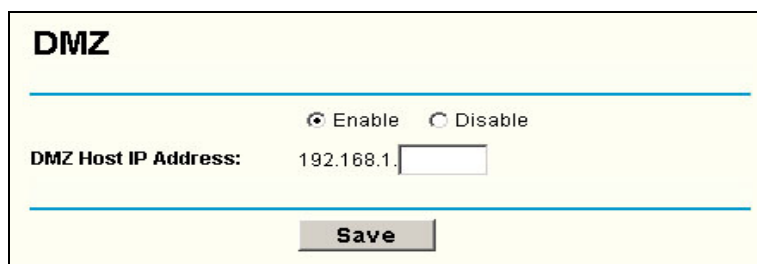 DMZ
Enable Disable
DMZ Host IP Address: 192.168.1.
Save